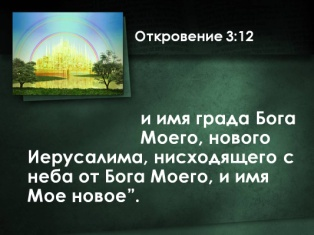 Откровение 3:12
и имя града Бога
Моего, нового
Иерусалима, нисходящего с
неба от Бога Моего, и имя
Мое новое”.